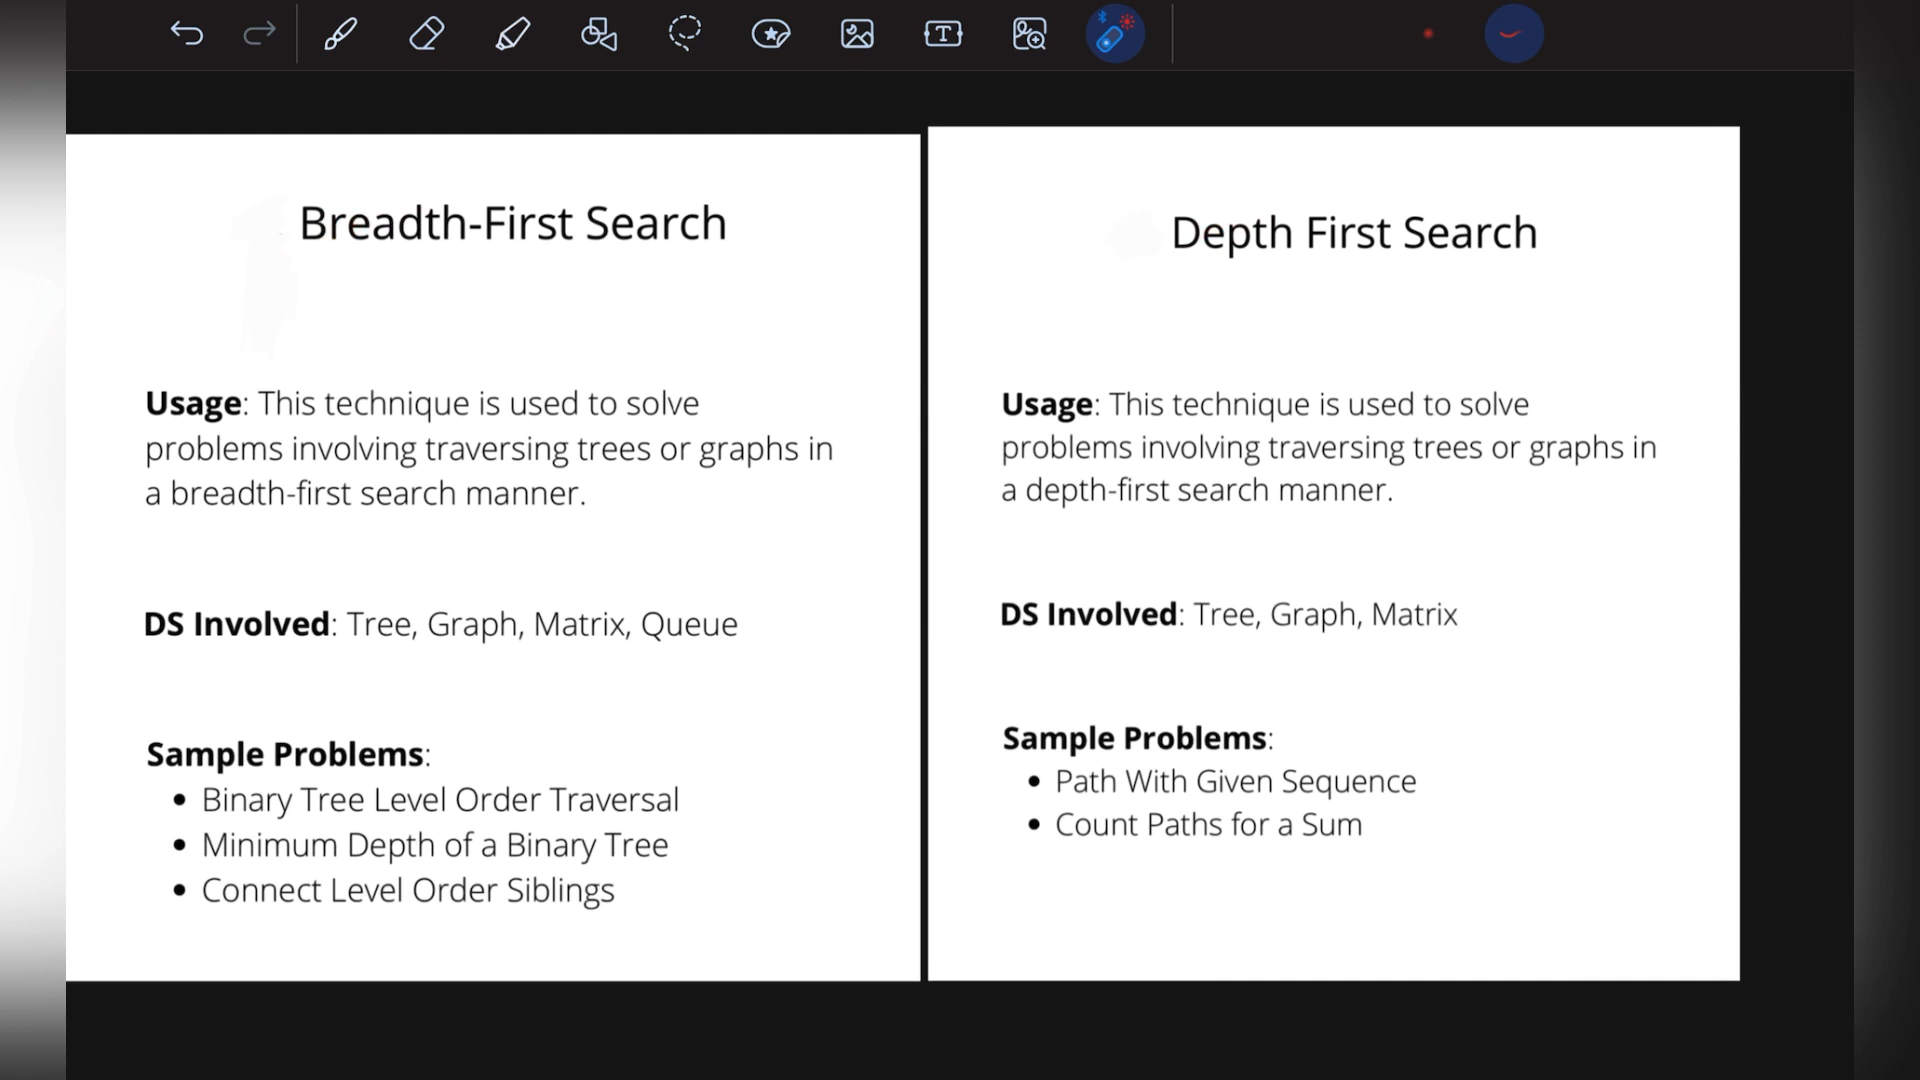 Breadth-First Search
Usage: This technique is used to solve
problems involving traversing trees or graphs in
a breadth-first search manner.
DS Involved: Tree, Graph, Matrix, Queue
Sample Problems:
• Binary Tree Level Order Traversal
• Minimum Depth of a Binary Tree
• Connect Level Order Siblings
Depth First Search
Usage: This technique is used to solve
problems involving traversing trees or graphs in
a depth-first search manner.
DS Involved: Tree, Graph, Matrix
Sample Problems:
• Path With Given Sequence
• Count Paths for a Sum